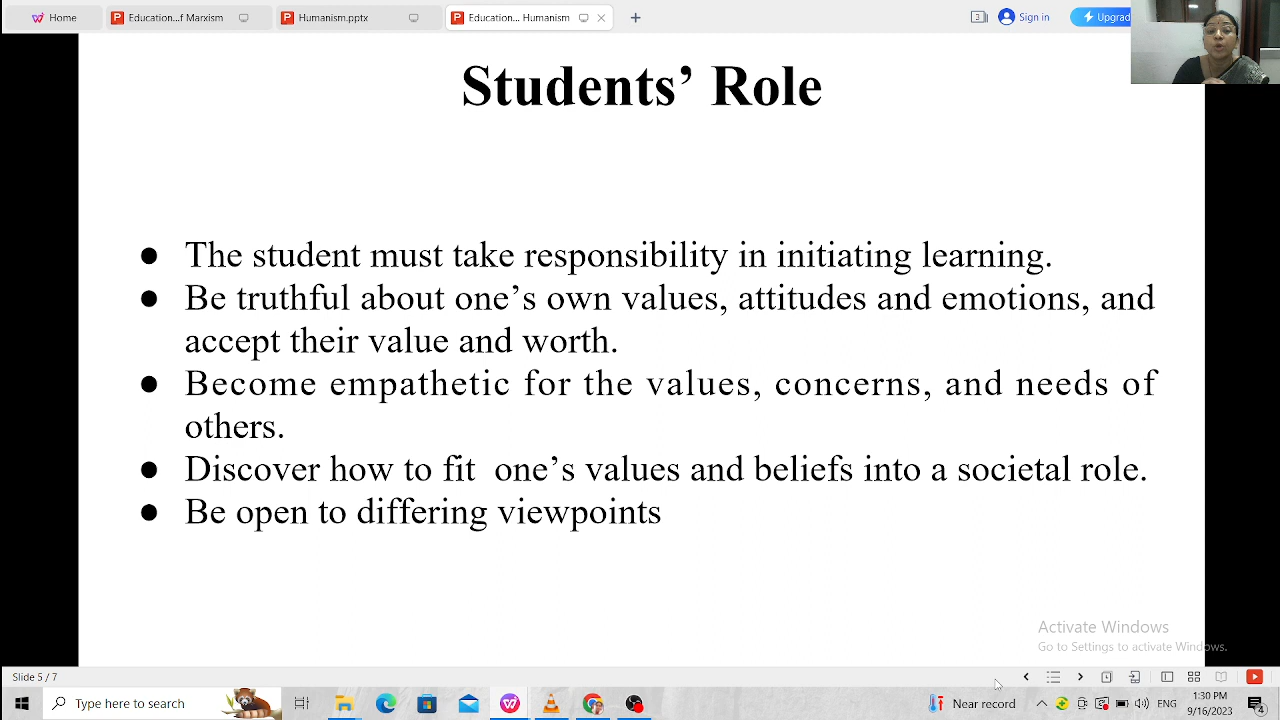 Home
Education...f Marxism
Humanism.pptx
Education... Humanism
Sign in
Upgrad
Students’ Role
● The student must take responsibility in initiating learning.
● Be truthful about one’s own values, attitudes and emotions, and
accept their value and worth.
● Become empathetic for the values, concerns, and needs of
others.
● Discover how to fit  one’s values and beliefs into a societal role.
● Be open to differing viewpoints
Activate Windows
Go to Settings to activate Windows.
Slide 5 / 7
Type here to search
Near record
ENG
1:30 PM
9/16/2023
4